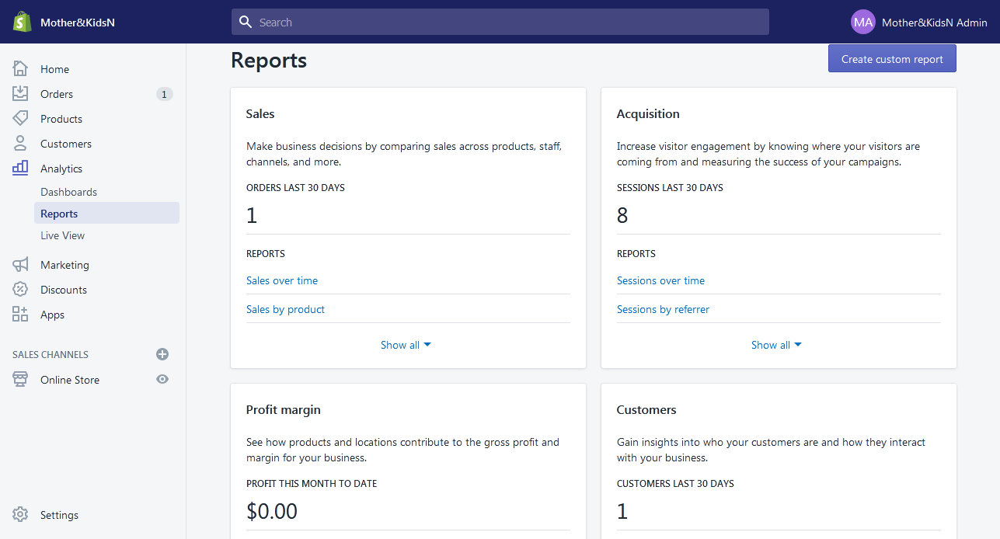 Mother&KidsN
Search
MA
Mother&KidsN Admin
Home
Orders
1
Products
Customers
Analytics
Dashboards
Reports
Live View
Marketing
Discounts
Apps
SALES CHANNELS
Online Store
Settings
Reports
Create custom report
Sales
Make business decisions by comparing sales across products, staff,
channels, and more.
ORDERS LAST 30 DAYS
1
REPORTS
Sales over time
Sales by product
Show all
Acquisition
Increase visitor engagement by knowing where your visitors are
coming from and measuring the success of your campaigns.
SESSIONS LAST 30 DAYS
8
REPORTS
Sessions over time
Sessions by referrer
Show all
Profit margin
See how products and locations contribute to the gross profit and
margin for your business.
PROFIT THIS MONTH TO DATE
$0.00
Customers
Gain insights into who your customers are and how they interact
with your business.
CUSTOMERS LAST 30 DAYS
1